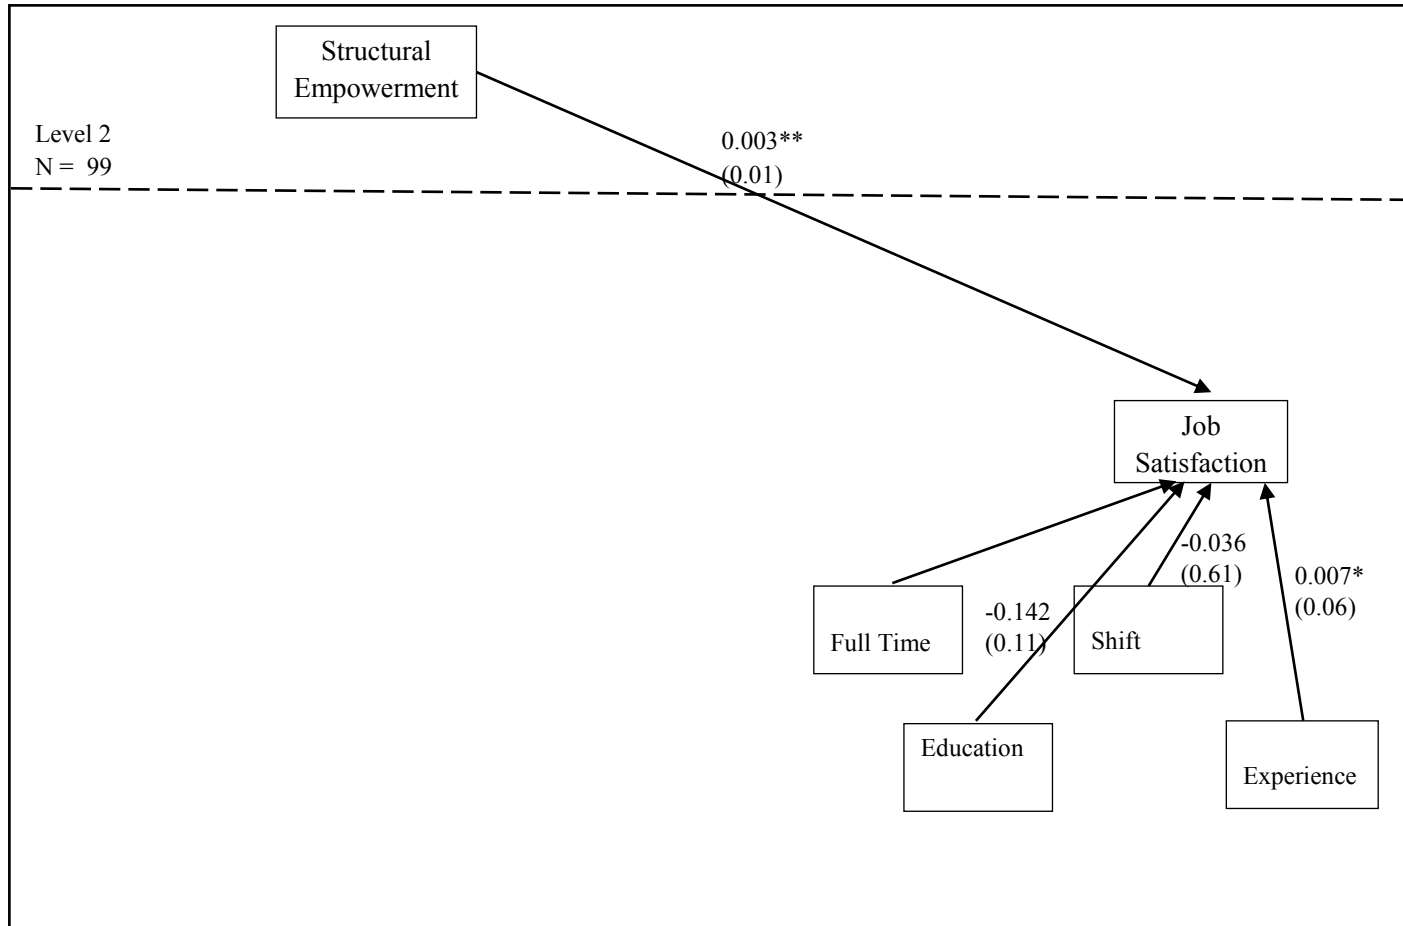 Structural
Empowerment
Level 2
N =  99
0.003**
(0.01)
Job
Satisfaction
-0.036
(0.61)
0.007*
(0.06)
-0.142
(0.11)
Full Time
Shift
Education
Experience